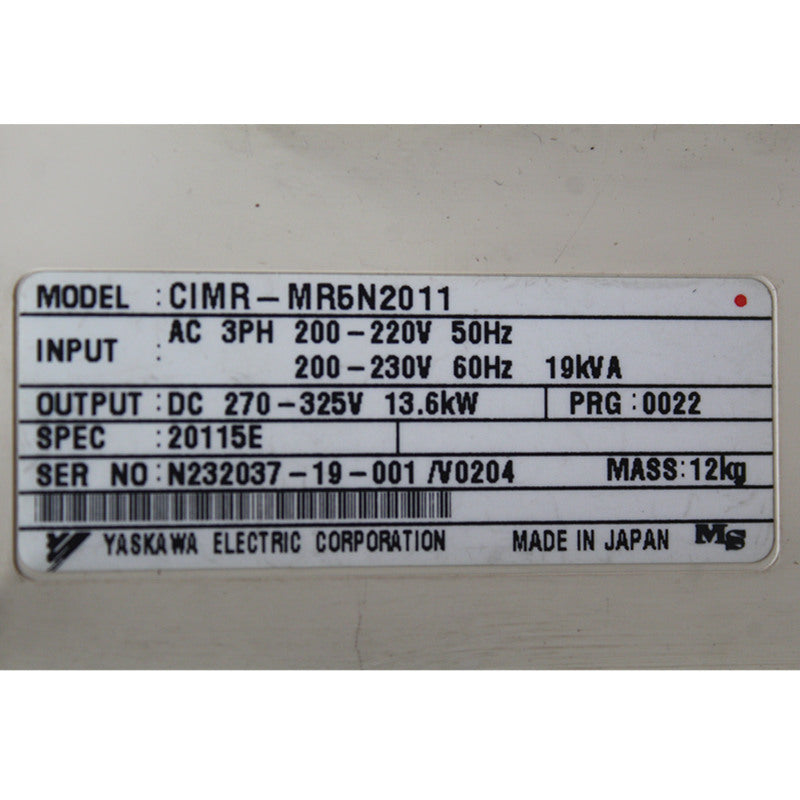 MODEL : CIMR-MR5N2011
INPUT : AC 3PH 200-220V 50Hz
200-230V 60Hz 19kVA
OUTPUT : DC 270-325V 13.6kW PRG : 0022
SPEC : 20115E
SER NO : N232037-19-001 /V0204 MASS : 12kg
YASKAWA ELECTRIC CORPORATION MADE IN JAPAN MS